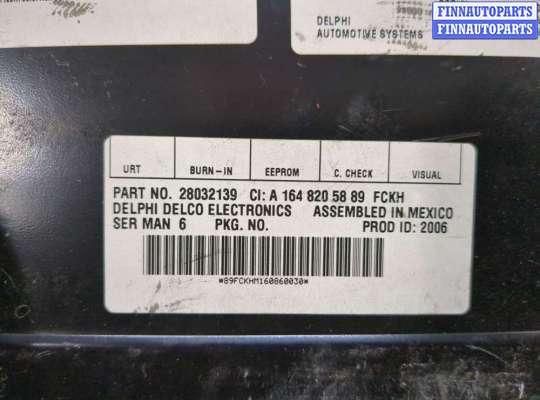 FINNAUTOPARTS
FINNAUTOPARTS
FINNAUTOPARTS
DELPHI
AUTOMOTIVE SYSTEMS
URT BURN-IN EEPROM C. CHECK VISUAL
PART NO. 28032139 CI: A 164 820 58 89 FCKH
DELPHI DELCO ELECTRONICS ASSEMBLED IN MEXICO
SER MAN 6 PKG. NO. PROD ID: 2006
*89FCKHM160860030*